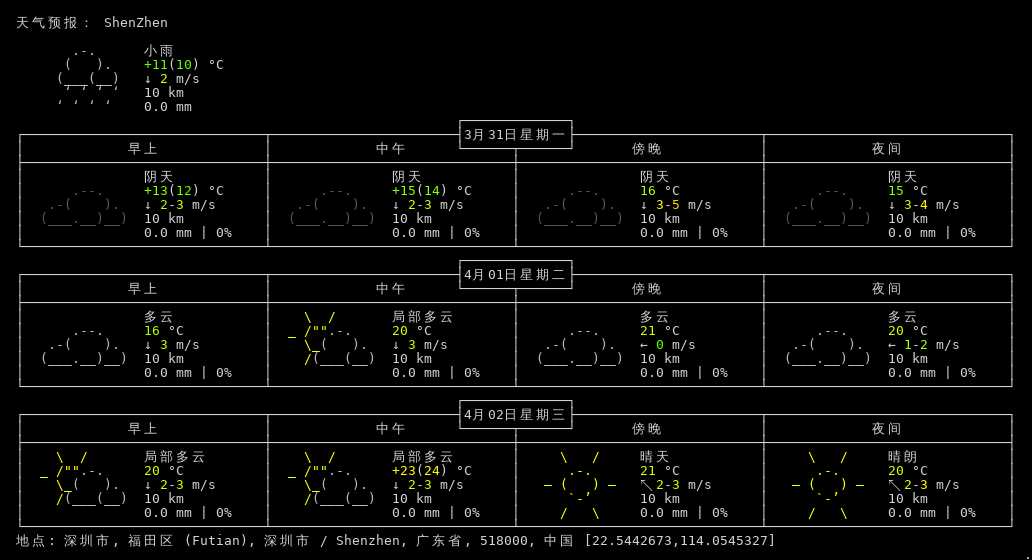 天气预报： ShenZhen
小雨
+11(10) °C
↓ 2 m/s
10 km
0.0 mm
3月31日星期一
早上 中午 傍晚 夜间
阴天 阴天 阴天 阴天
+13(12) °C +15(14) °C 16 °C 15 °C
↓ 2-3 m/s ↓ 2-3 m/s ↓ 3-5 m/s ↓ 3-4 m/s
10 km 10 km 10 km 10 km
0.0 mm | 0% 0.0 mm | 0% 0.0 mm | 0% 0.0 mm | 0%
4月01日星期二
早上 中午 傍晚 夜间
多云 局部多云 多云 多云
16 °C 20 °C 21 °C 20 °C
↓ 3 m/s ↓ 3 m/s ← 0 m/s ← 1-2 m/s
10 km 10 km 10 km 10 km
0.0 mm | 0% 0.0 mm | 0% 0.0 mm | 0% 0.0 mm | 0%
4月02日星期三
早上 中午 傍晚 夜间
局部多云 局部多云 晴天 晴朗
20 °C +23(24) °C 21 °C 20 °C
↓ 2-3 m/s ↓ 2-3 m/s ↖ 2-3 m/s ↖ 2-3 m/s
10 km 10 km 10 km 10 km
0.0 mm | 0% 0.0 mm | 0% 0.0 mm | 0% 0.0 mm | 0%
地点: 深圳市, 福田区 (Futian), 深圳市 / Shenzhen, 广东省, 518000, 中国 [22.5442673,114.0545327]